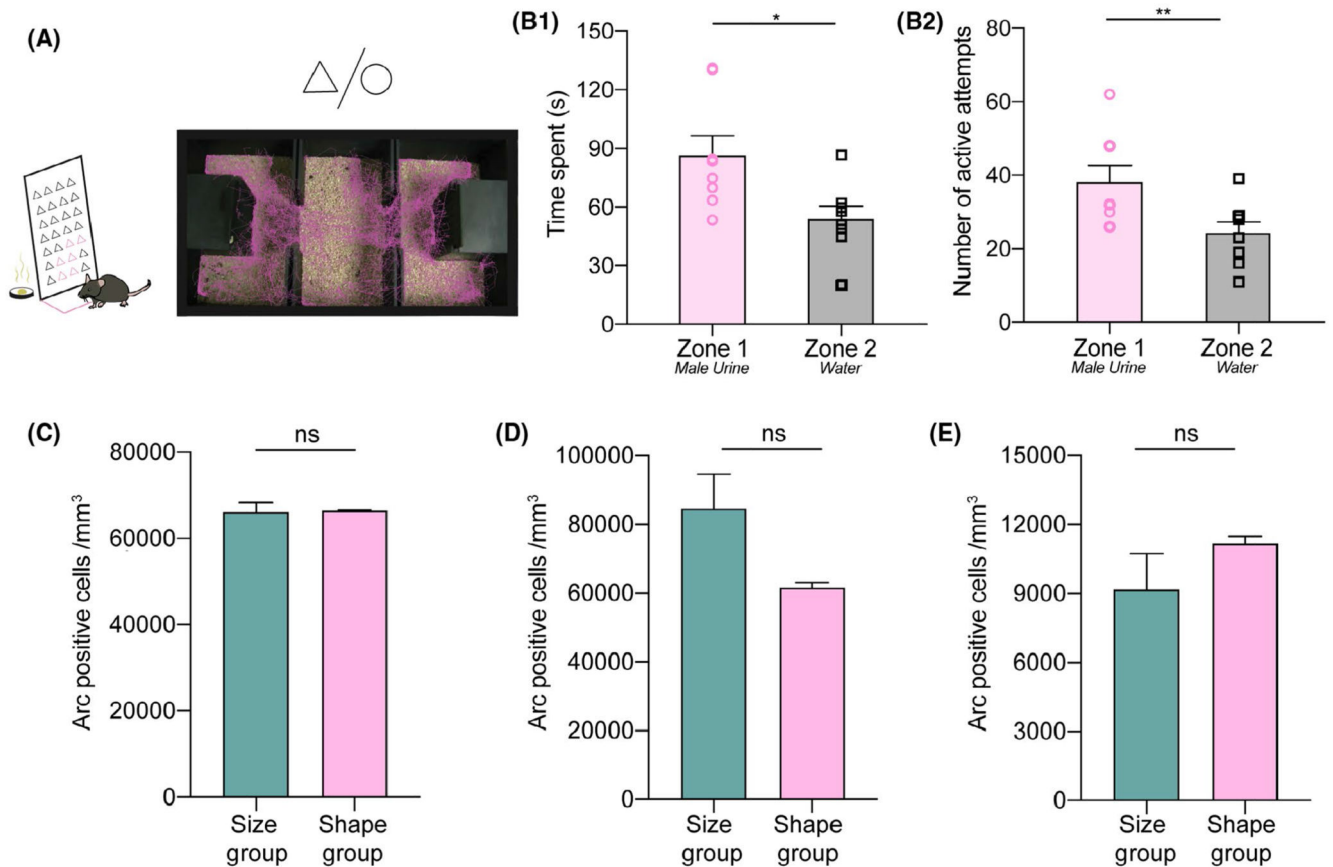 (A)
(B1)
*
Time spent (s)
150
120
90
60
30
0
Zone 1
Male Urine
Zone 2
Water
(B2)
**
Number of active attempts
80
60
40
20
0
Zone 1
Male Urine
Zone 2
Water
(C)
ns
Arc positive cells /mm³
80000
60000
40000
20000
0
Size
group
Shape
group
(D)
ns
Arc positive cells /mm³
100000
80000
60000
40000
20000
0
Size
group
Shape
group
(E)
ns
Arc positive cells /mm³
15000
12000
9000
6000
3000
0
Size
group
Shape
group